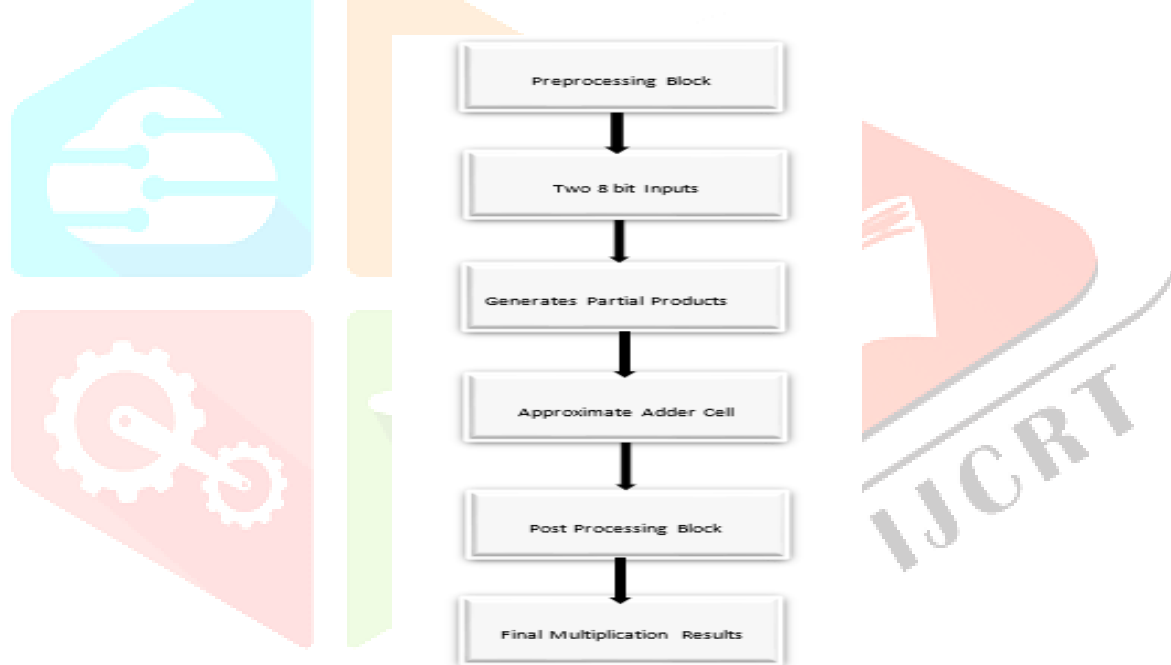 Preprocessing Block
Two 8 bit Inputs
Generates Partial Products
Approximate Adder Cell
Post Processing Block
Final Multiplication Results
IJCRT